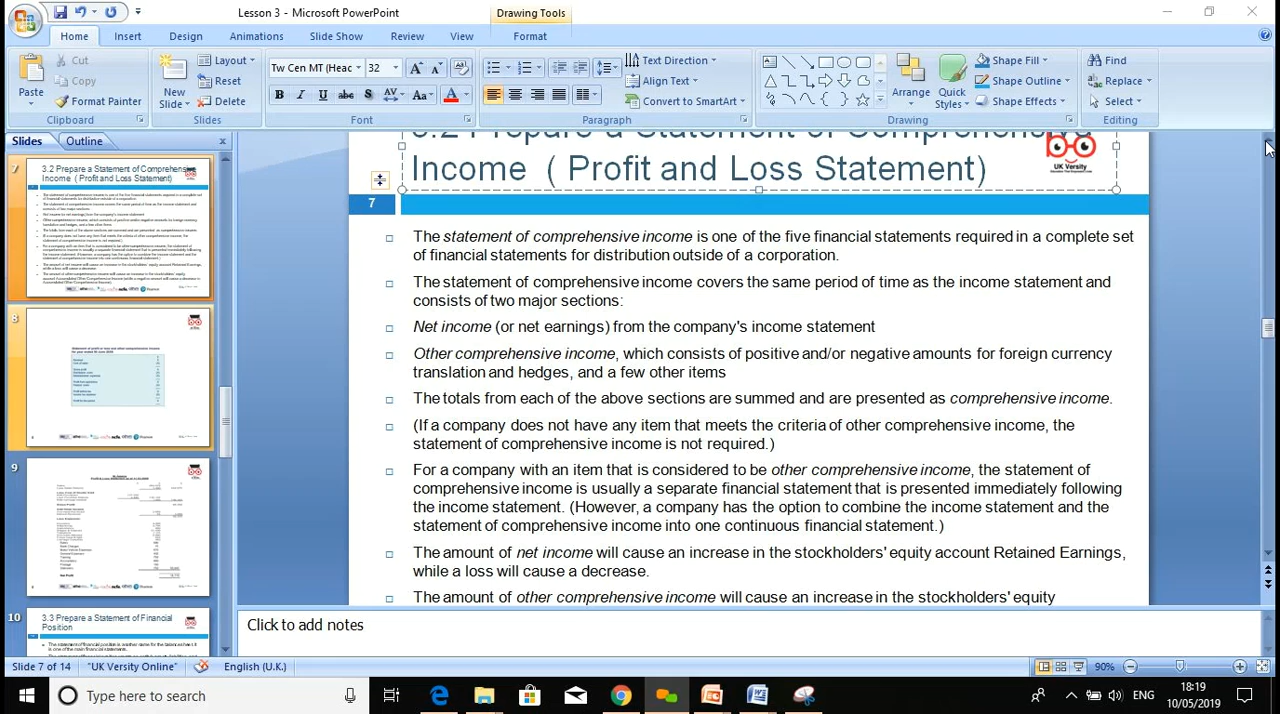 Lesson 3 - Microsoft PowerPoint
Drawing Tools
Home Insert Design Animations Slide Show Review View Format
Paste
Cut
Copy
Format Painter
Clipboard
New Slide
Layout
Reset
Delete
Slides
Tw Cen MT (Heac 32
B I U abc S AV Aa A
Font
Text Direction
Align Text
Convert to SmartArt
Paragraph
Arrange
Quick Styles
Shape Fill
Shape Outline
Shape Effects
Drawing
Find
Replace
Select
Editing
Slides Outline
7
3.2 Prepare a Statement of Comprehensive
Income ( Profit and Loss Statement)
8
9
10
3.3 Prepare a Statement of Financial
Position
3.2 Prepare a Statement of Comprehensive
Income ( Profit and Loss Statement)
UK Versity
7
The statement of comprehensive income is one of the five financial statements required in a complete set
of financial statements for distribution outside of a corporation.
The statement of comprehensive income covers the same period of time as the income statement and
consists of two major sections:
Net income (or net earnings) from the company's income statement
Other comprehensive income, which consists of positive and/or negative amounts for foreign currency
translation and hedges, and a few other items
The totals from each of the above sections are summed and are presented as comprehensive income.
(If a company does not have any item that meets the criteria of other comprehensive income, the
statement of comprehensive income is not required.)
For a company with an item that is considered to be other comprehensive income, the statement of
comprehensive income is usually a separate financial statement that is presented immediately following
the income statement. (However, a company has the option to combine the income statement and the
statement of comprehensive income into one continuous financial statement.)
The amount of net income will cause an increase in the stockholders' equity account Retained Earnings,
while a loss will cause a decrease.
The amount of other comprehensive income will cause an increase in the stockholders' equity
Click to add notes
Slide 7 of 14 "UK Versity Online" English (U.K.) 90%
Type here to search
ENG
18:19
10/05/2019